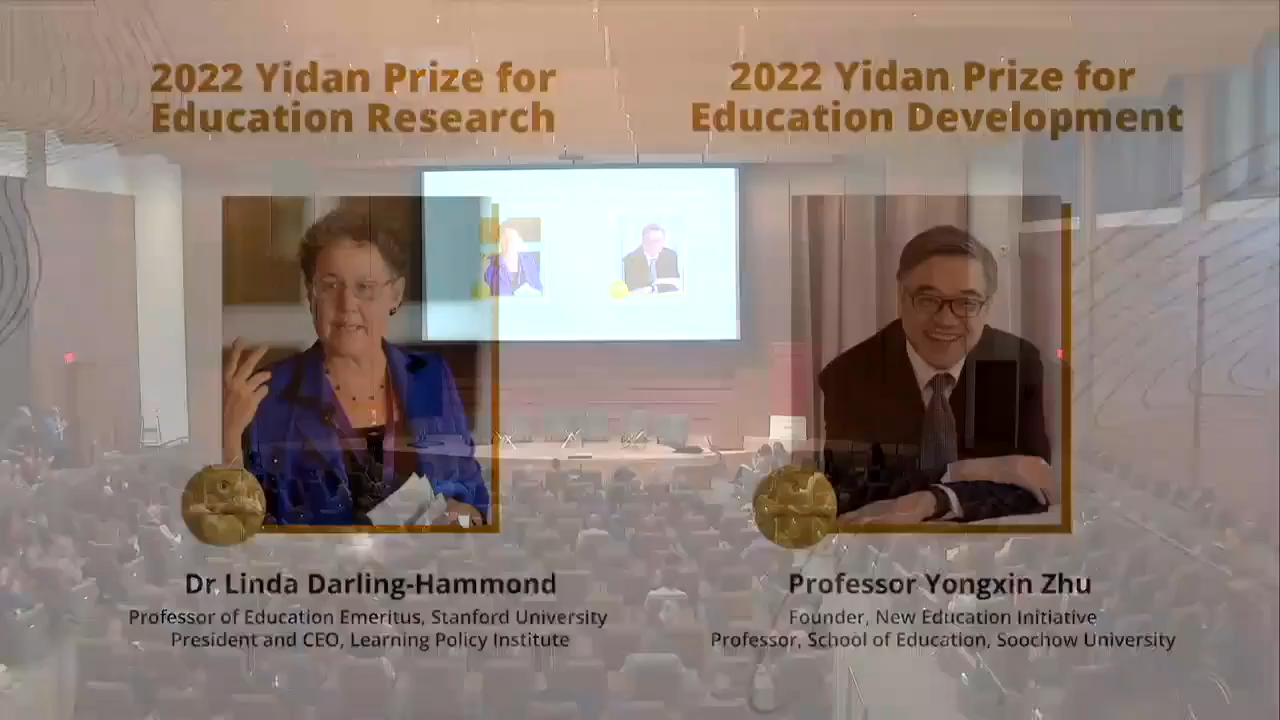 2022 Yidan Prize for
Education Research
2022 Yidan Prize for
Education Development
Dr Linda Darling-Hammond
Professor of Education Emeritus, Stanford University
President and CEO, Learning Policy Institute
Professor Yongxin Zhu
Founder, New Education Initiative
Professor, School of Education, Soochow University